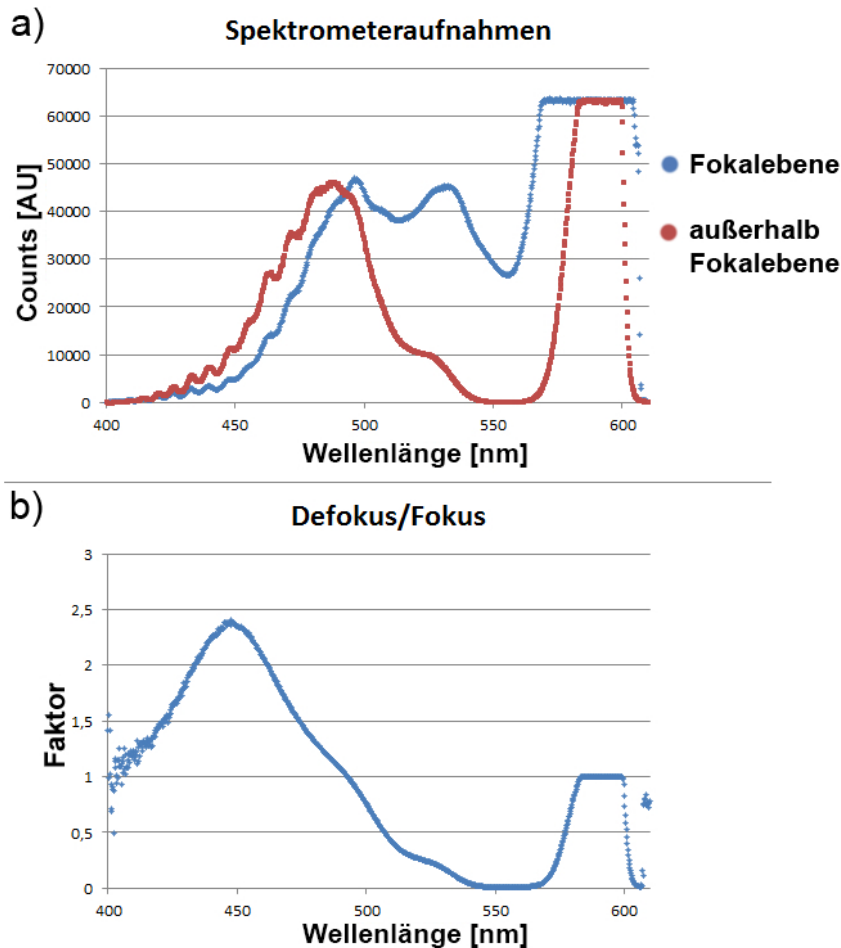 a)
Spektrometeraufnahmen
70000
60000
50000
40000
30000
20000
10000
0
Counts [AU]
400 450 500 550 600
Wellenlänge [nm]
Fokalebene
außerhalb
Fokalebene
b)
Defokus/Fokus
3
2,5
2
1,5
1
0,5
0
Faktor
400 450 500 550 600
Wellenlänge [nm]